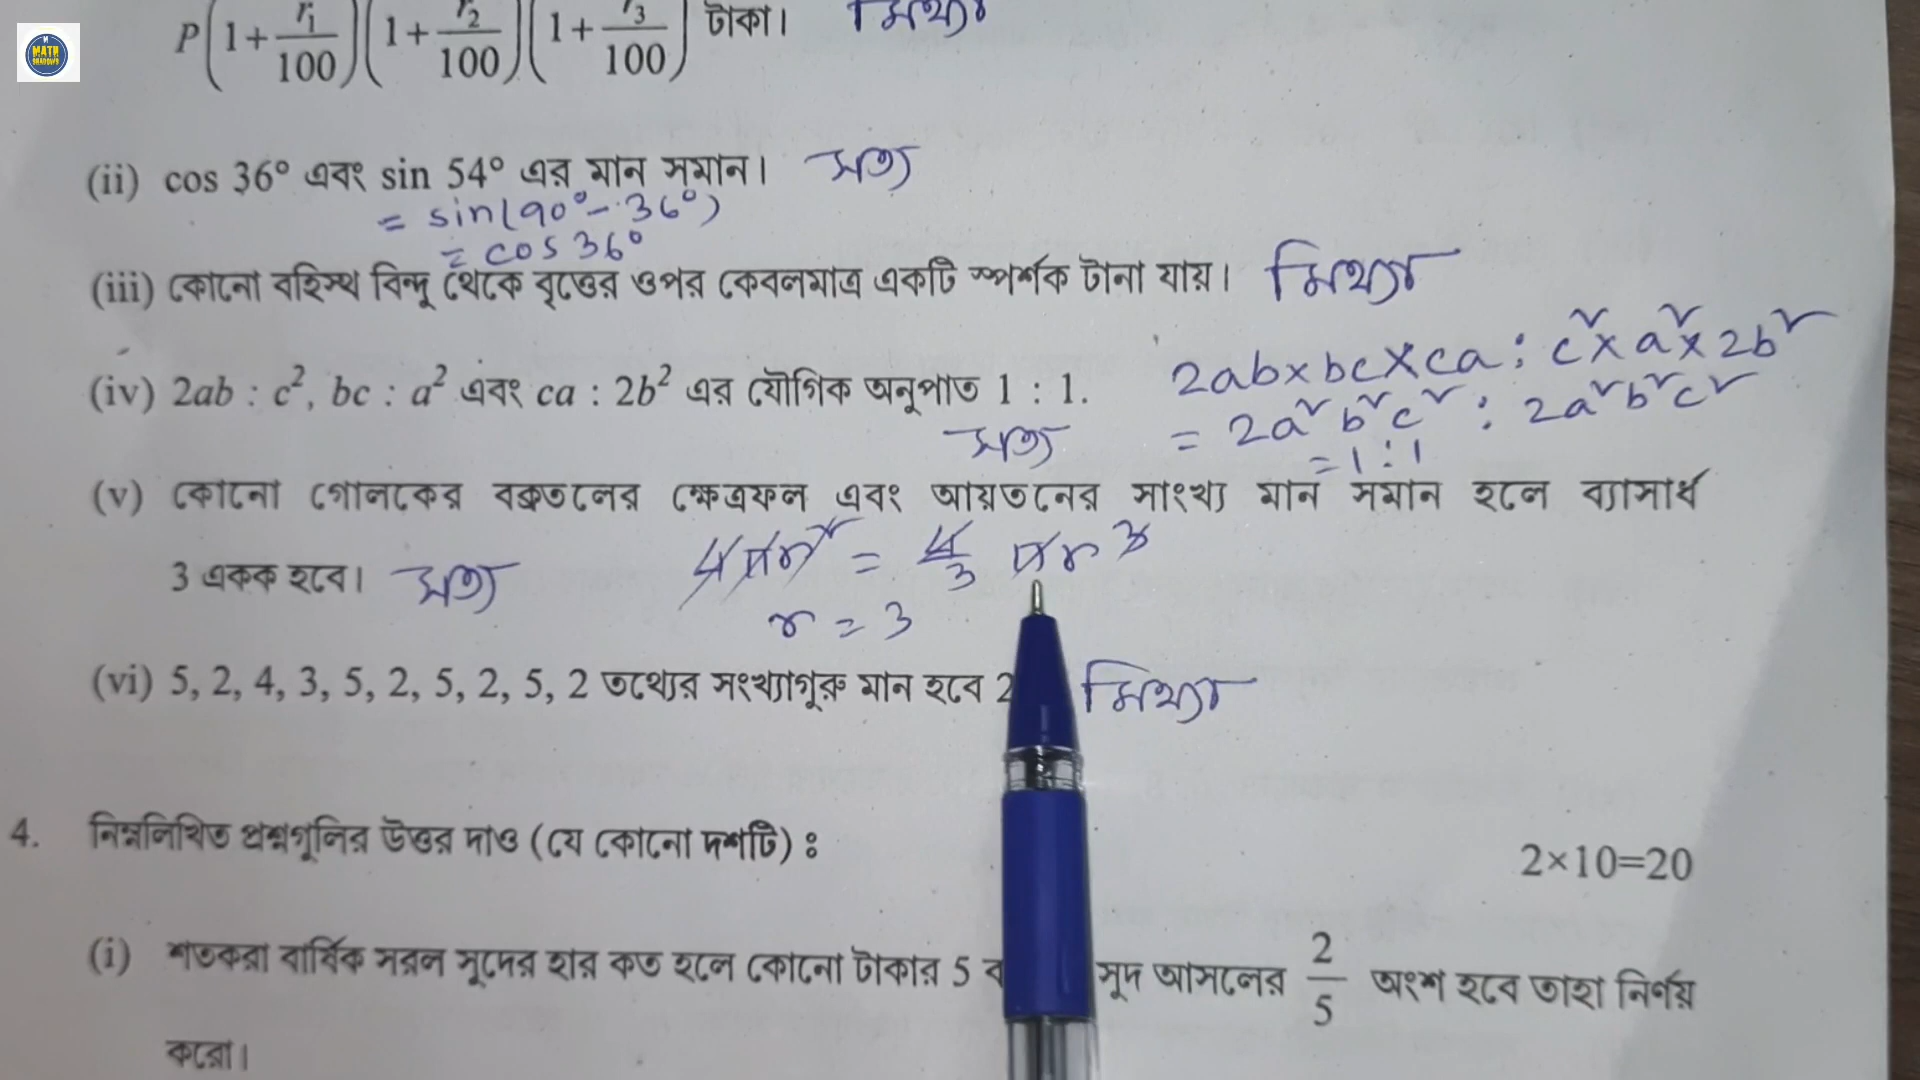 MATH
P(1+r₁/100)(1+r₂/100)(1+r₃/100) টাকা। মিথ্যা
(ii) cos 36° এবং sin 54° এর মান সমান। সত্য
= sin(90°-36°)
= cos 36°
(iii) কোনো বহিস্থ বিন্দু থেকে বৃত্তের ওপর কেবলমাত্র একটি স্পর্শক টানা যায়। মিথ্যা
(iv) 2ab : c², bc : a² এবং ca : 2b² এর যৌগিক অনুপাত 1 : 1. 2ab×bc×ca : c²×a²×2b²
সত্য = 2a²b²c² : 2a²b²c²
= 1 : 1
(v) কোনো গোলকের বক্রতলের ক্ষেত্রফল এবং আয়তনের সাংখ্য মান সমান হলে ব্যাসার্ধ
3 একক হবে। সত্য 4πr² = 4/3 πr³
r = 3
(vi) 5, 2, 4, 3, 5, 2, 5, 2, 5, 2 তথ্যের সংখ্যাগুরু মান হবে 2 মিথ্যা
4. নিম্নলিখিত প্রশ্নগুলির উত্তর দাও (যে কোনো দশটি) : 2×10=20
(i) শতকরা বার্ষিক সরল সুদের হার কত হলে কোনো টাকার 5 সুদ আসলের 2/5 অংশ হবে তাহা নির্ণয়
করো।